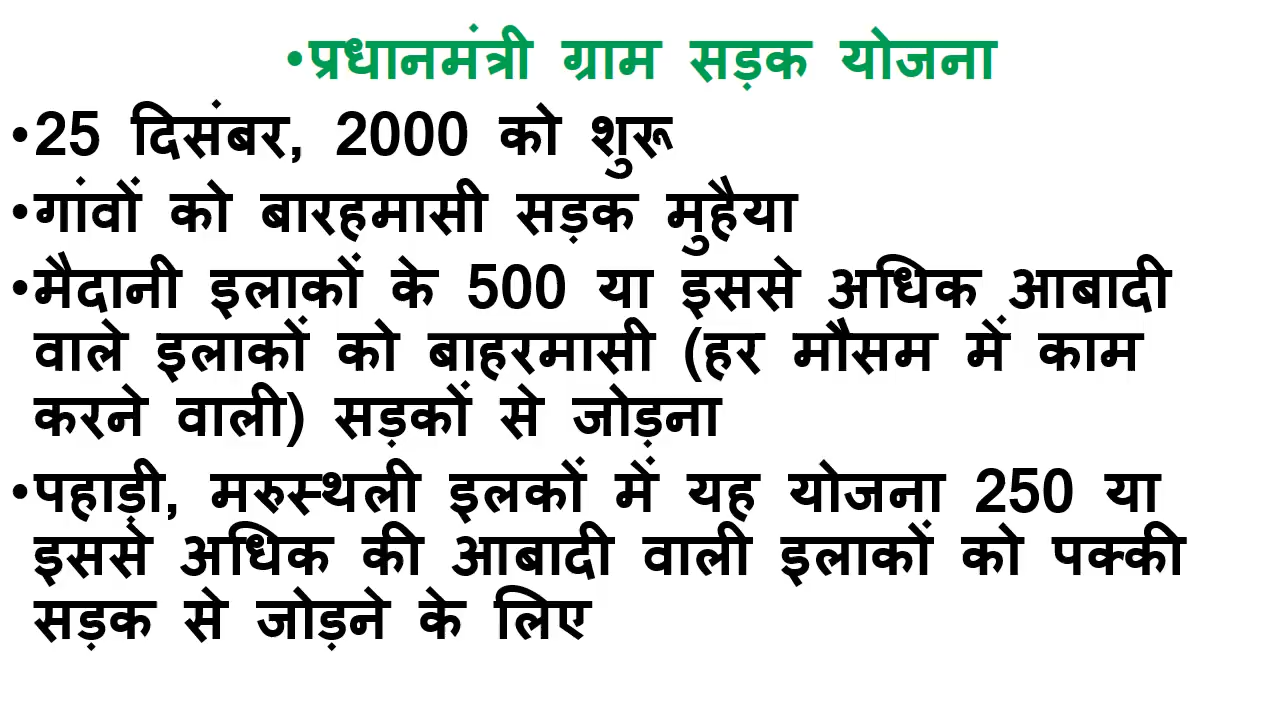 •प्रधानमंत्री ग्राम सड़क योजना
•25 दिसंबर, 2000 को शुरू
•गांवों को बारहमासी सड़क मुहैया
•मैदानी इलाकों के 500 या इससे अधिक आबादी
वाले इलाकों को बाहरमासी (हर मौसम में काम
करने वाली) सड़कों से जोड़ना
•पहाड़ी, मरुस्थली इलकों में यह योजना 250 या
इससे अधिक की आबादी वाली इलाकों को पक्की
सड़क से जोड़ने के लिए